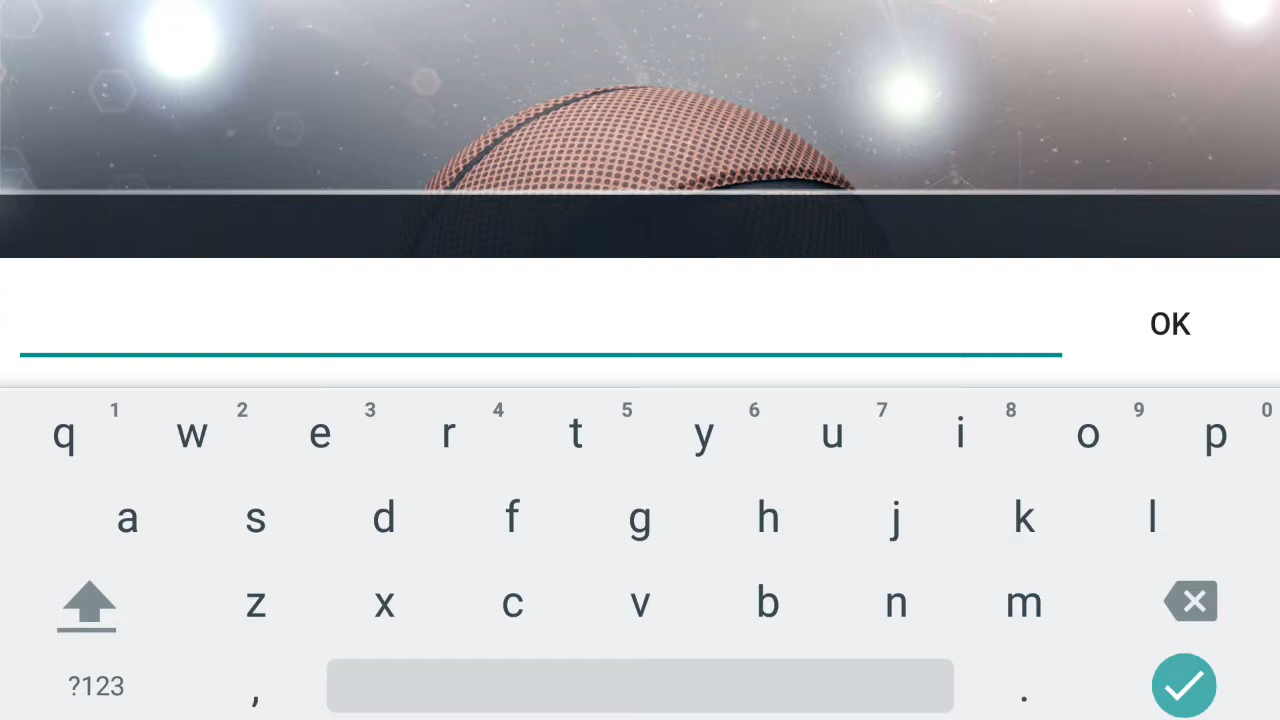 OK
1 2 3 4 5 6 7 8 9 0
q w e r t y u i o p
a s d f g h j k l
z x c v b n m
?123 , .